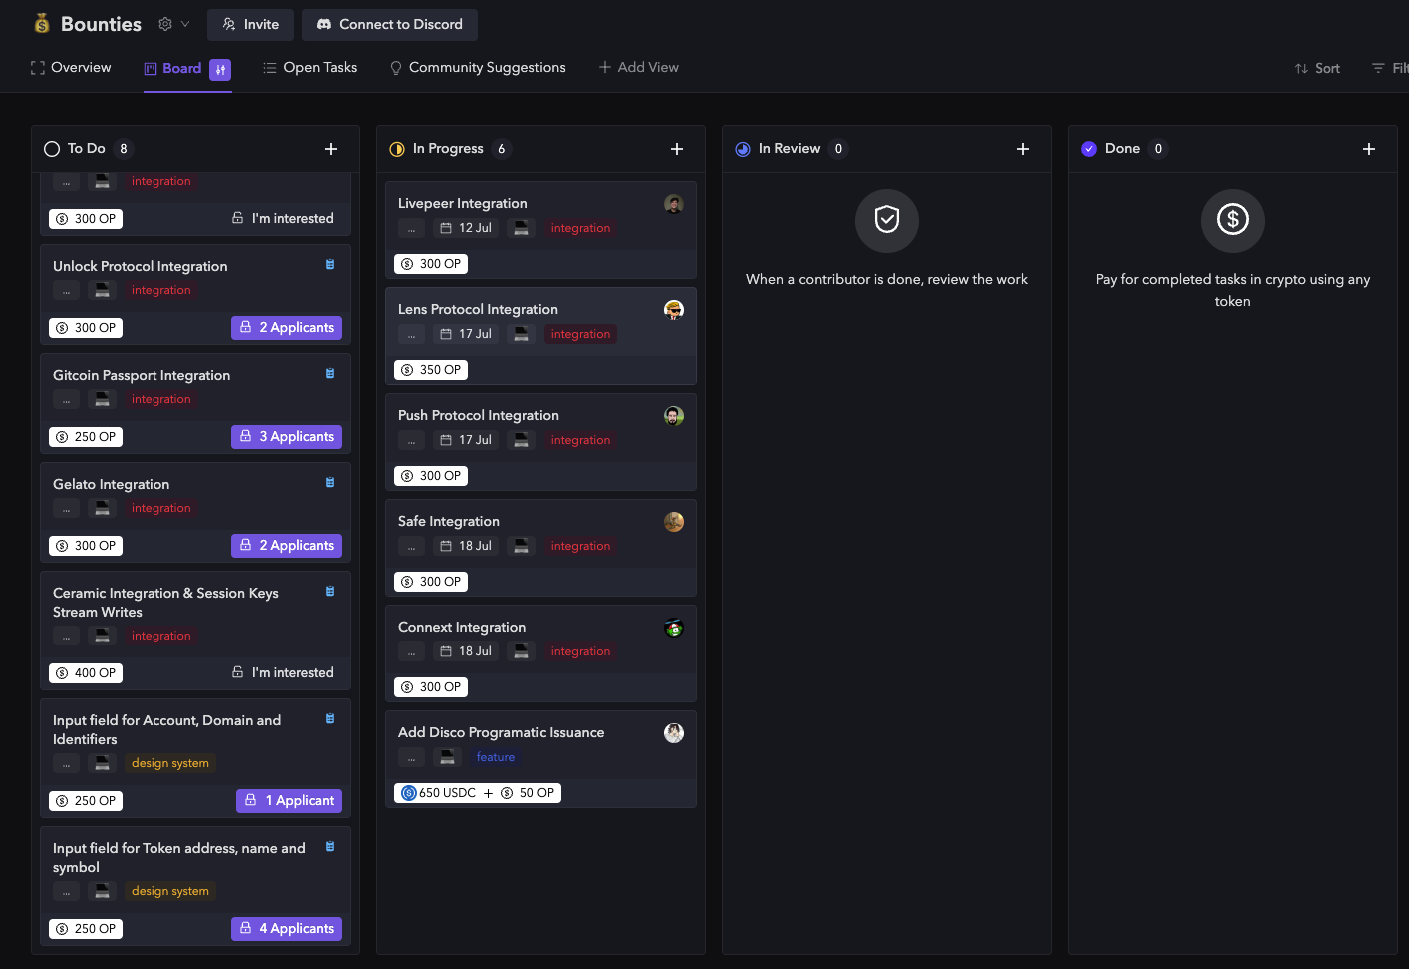 Bounties
Invite
Connect to Discord
Overview
Board
Open Tasks
Community Suggestions
Add View
Sort
Filt
To Do 8
...
integration
300 OP
I'm interested
Unlock Protocol Integration
...
integration
300 OP
2 Applicants
Gitcoin Passport Integration
...
integration
250 OP
3 Applicants
Gelato Integration
...
integration
300 OP
2 Applicants
Ceramic Integration & Session Keys
Stream Writes
...
integration
400 OP
I'm interested
Input field for Account, Domain and
Identifiers
...
design system
250 OP
1 Applicant
Input field for Token address, name and
symbol
...
design system
250 OP
4 Applicants
In Progress 6
Livepeer Integration
...
12 Jul
integration
300 OP
Lens Protocol Integration
...
17 Jul
integration
350 OP
Push Protocol Integration
...
17 Jul
integration
300 OP
Safe Integration
...
18 Jul
integration
300 OP
Connext Integration
...
18 Jul
integration
300 OP
Add Disco Programatic Issuance
...
feature
650 USDC + 50 OP
In Review 0
When a contributor is done, review the work
Done 0
Pay for completed tasks in crypto using any
token